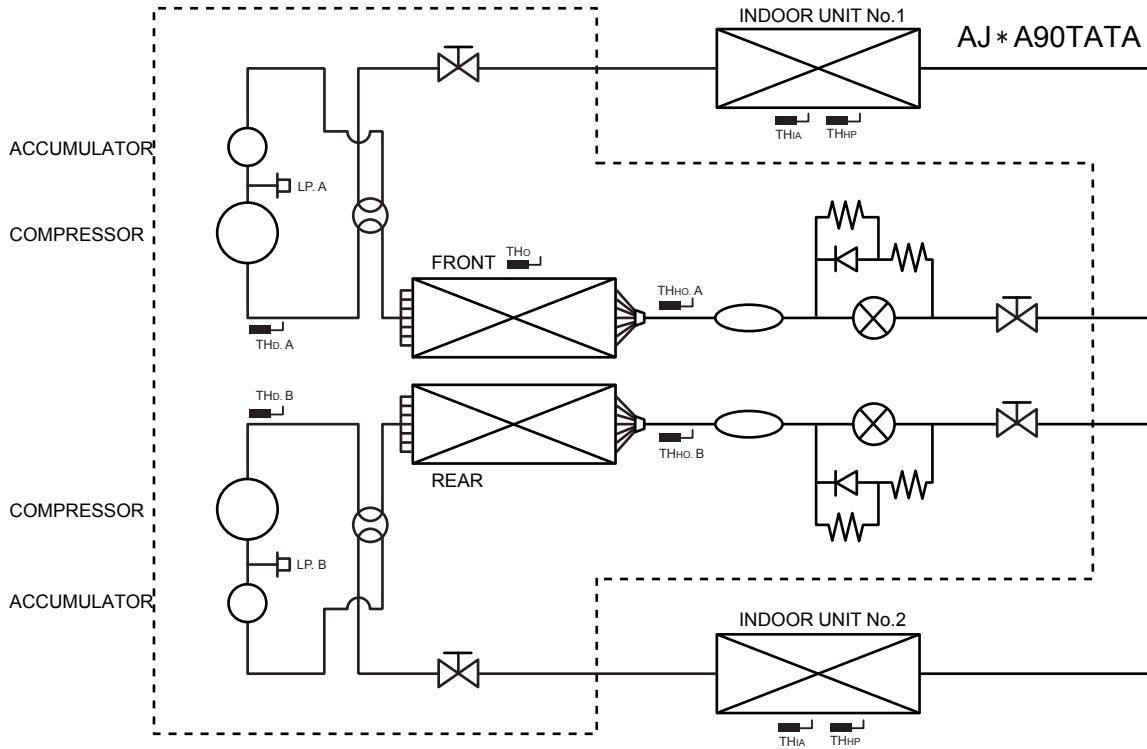 INDOOR UNIT No.1
AJ*A90TATA
THIA
THHP
ACCUMULATOR
LP. A
COMPRESSOR
FRONT
THO
THHO. A
THD. A
THD. B
THHO. B
REAR
COMPRESSOR
LP. B
ACCUMULATOR
INDOOR UNIT No.2
THIA
THHP